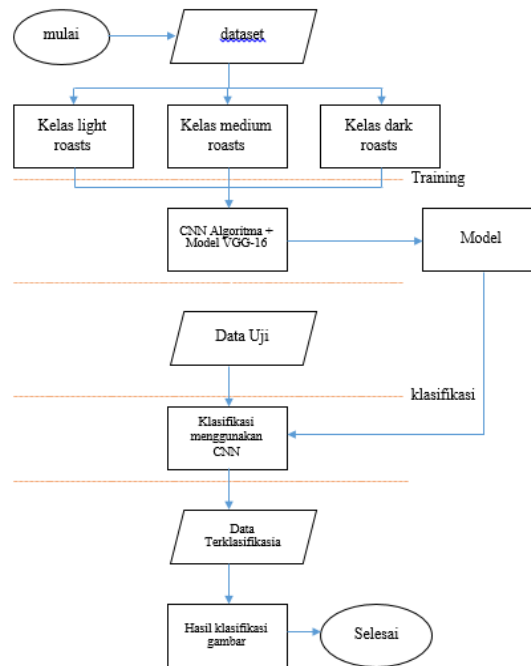 mulai
dataset
Kelas light
roasts
Kelas medium
roasts
Kelas dark
roasts
Training
CNN Algoritma +
Model VGG-16
Model
Data Uji
klasifikasi
Klasifikasi
menggunakan
CNN
Data
Terklasifikasia
Hasil klasifikasi
gambar
Selesai